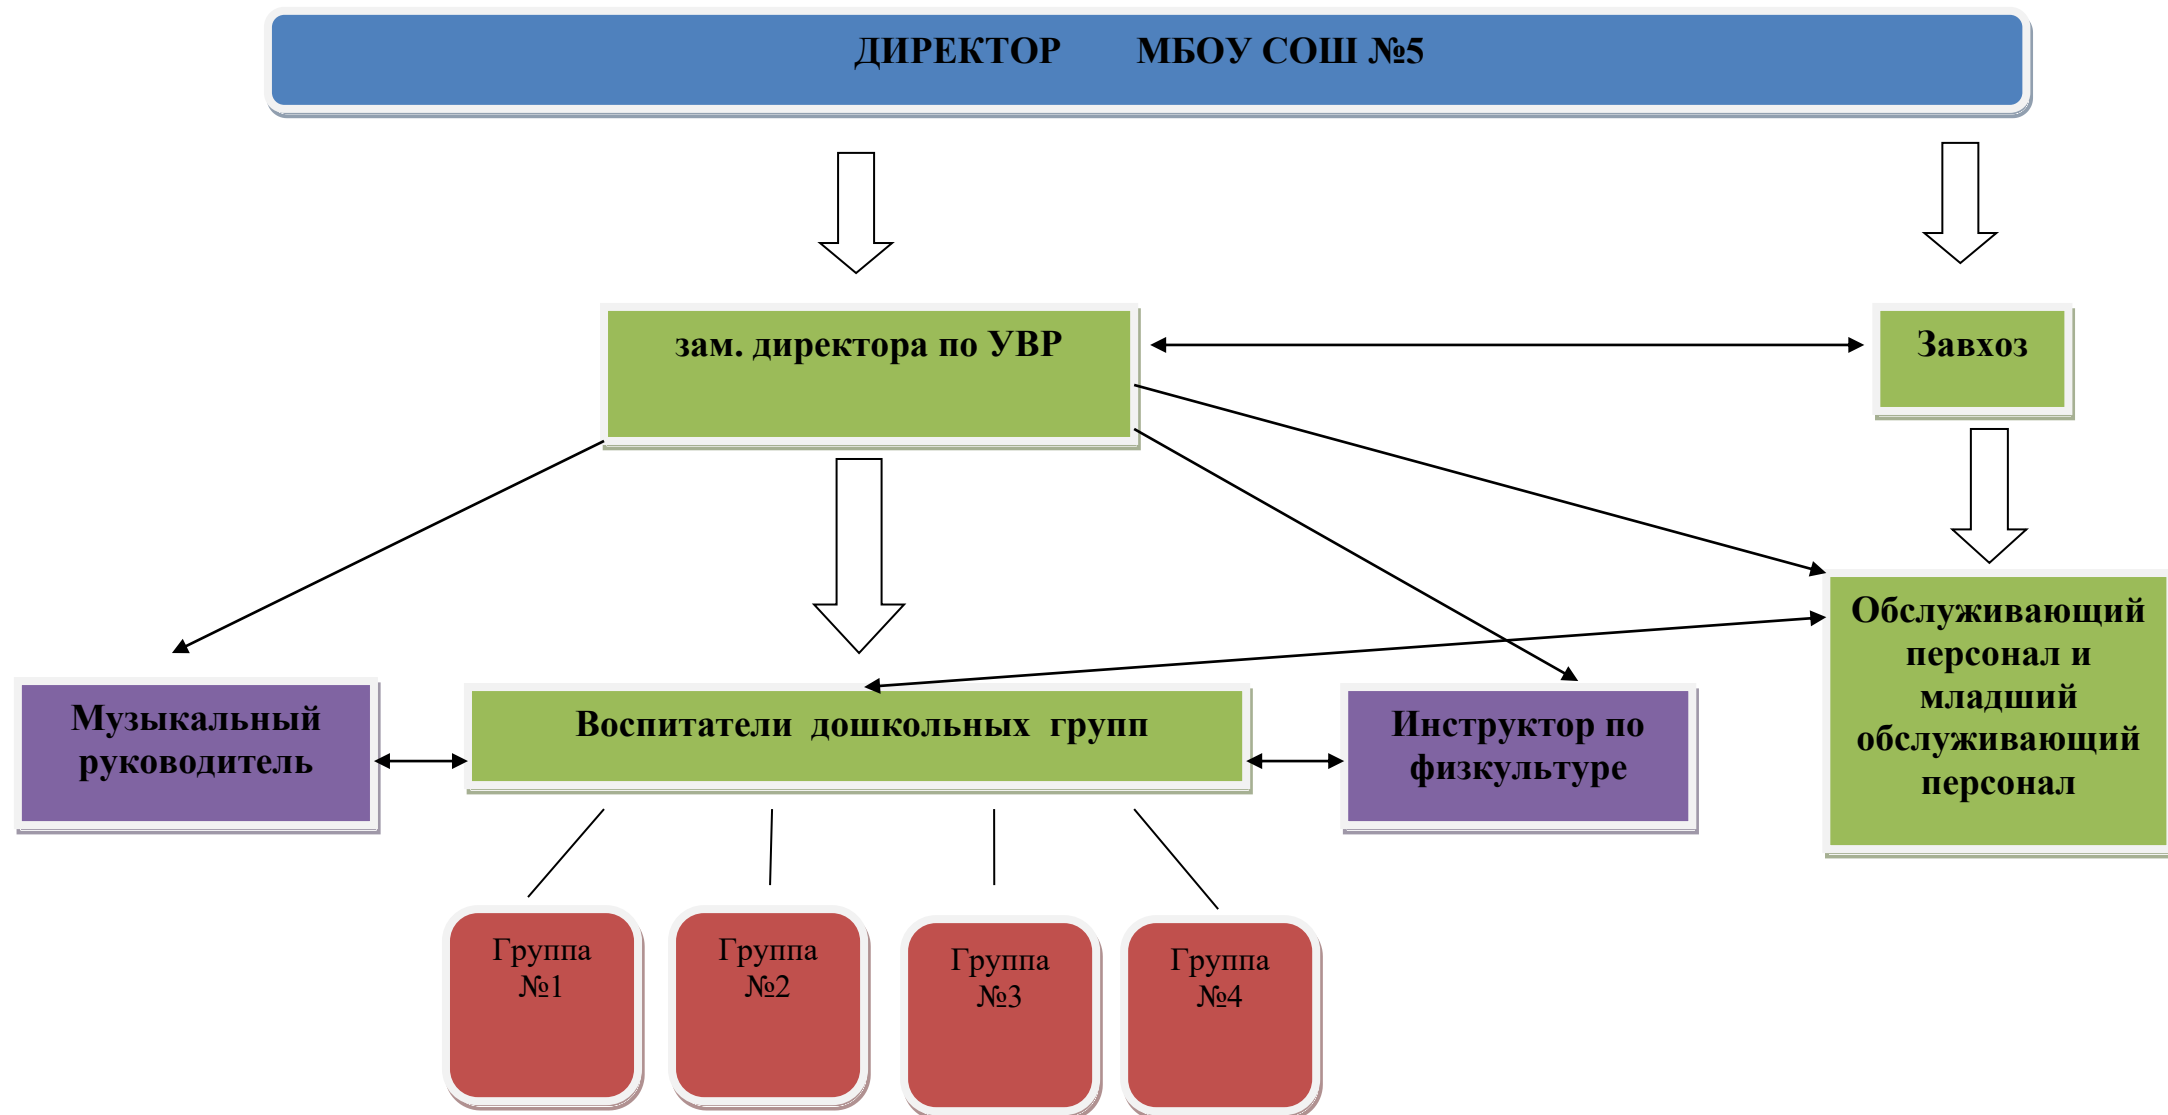 ДИРЕКТОР МБОУ СОШ №5
зам. директора по УВР
Завхоз
Музыкальный
руководитель
Воспитатели дошкольных групп
Инструктор по
физкультуре
Обслуживающий
персонал и
младший
обслуживающий
персонал
Группа
№1
Группа
№2
Группа
№3
Группа
№4